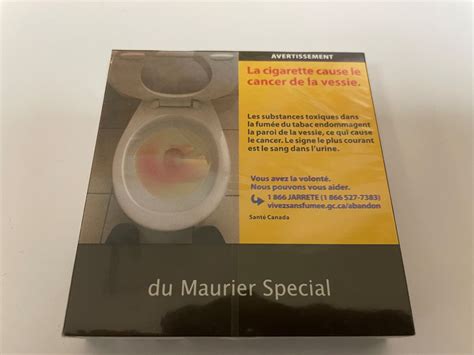 AVERTISSEMENT
La cigarette cause le
cancer de la vessie.
Les substances toxiques dans
la fumée du tabac endommagent
la paroi de la vessie, ce qui cause
le cancer. Le signe le plus courant
est le sang dans l'urine.
Vous avez la volonté.
Nous pouvons vous aider.
1 866 JARRETE (1 866 527-7383)
vivezsansfumee.gc.ca/abandon
Santé Canada
du Maurier Special